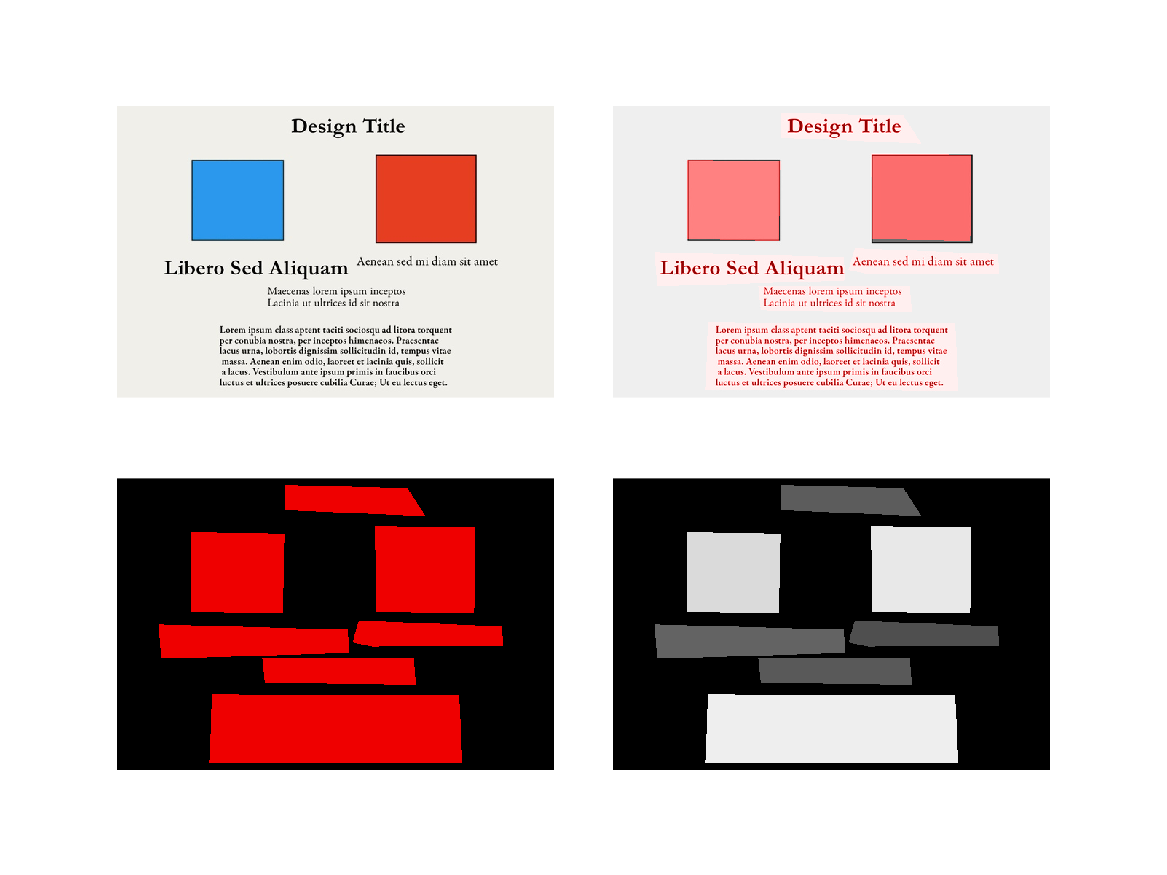 Design Title
Libero Sed Aliquam
Aenean sed mi diam sit amet
Maecenas lorem ipsum inceptos
Lacinia ut ultrices id sit nostra
Lorem ipsum class aptent taciti sociosqu ad litora torquent
per conubia nostra, per inceptos himenaeos. Praesentae
lacus urna, lobortis dignissim sollicitudin id, tempus vitae
massa. Aenean enim odio, laoreet et lacinia quis, sollicit
a lacus. Vestibulum ante ipsum primis in faucibus orci
luctus et ultrices posuere cubilia Curae; Ut eu lectus eget.
Design Title
Libero Sed Aliquam
Aenean sed mi diam sit amet
Maecenas lorem ipsum inceptos
Lacinia ut ultrices id sit nostra
Lorem ipsum class aptent taciti sociosqu ad litora torquent
per conubia nostra, per inceptos himenaeos. Praesentae
lacus urna, lobortis dignissim sollicitudin id, tempus vitae
massa. Aenean enim odio, laoreet et lacinia quis, sollicit
a lacus. Vestibulum ante ipsum primis in faucibus orci
luctus et ultrices posuere cubilia Curae; Ut eu lectus eget.